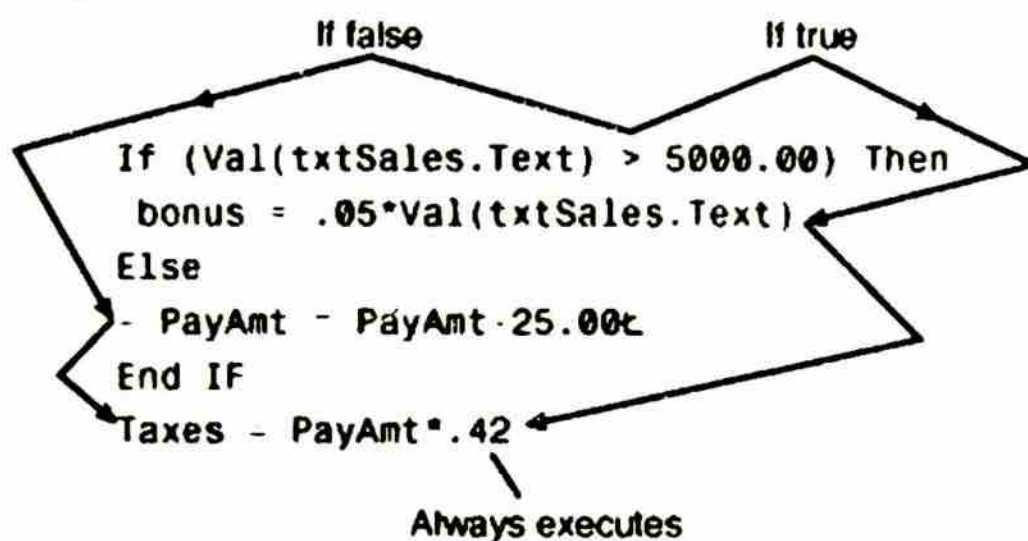 If false If true
If (Val(txtSales.Text) > 5000.00) Then
bonus = .05*Val(txtSales.Text)
Else
- PayAmt - PayAmt 25.00
End IF
Taxes - PayAmt*.42
Always executes